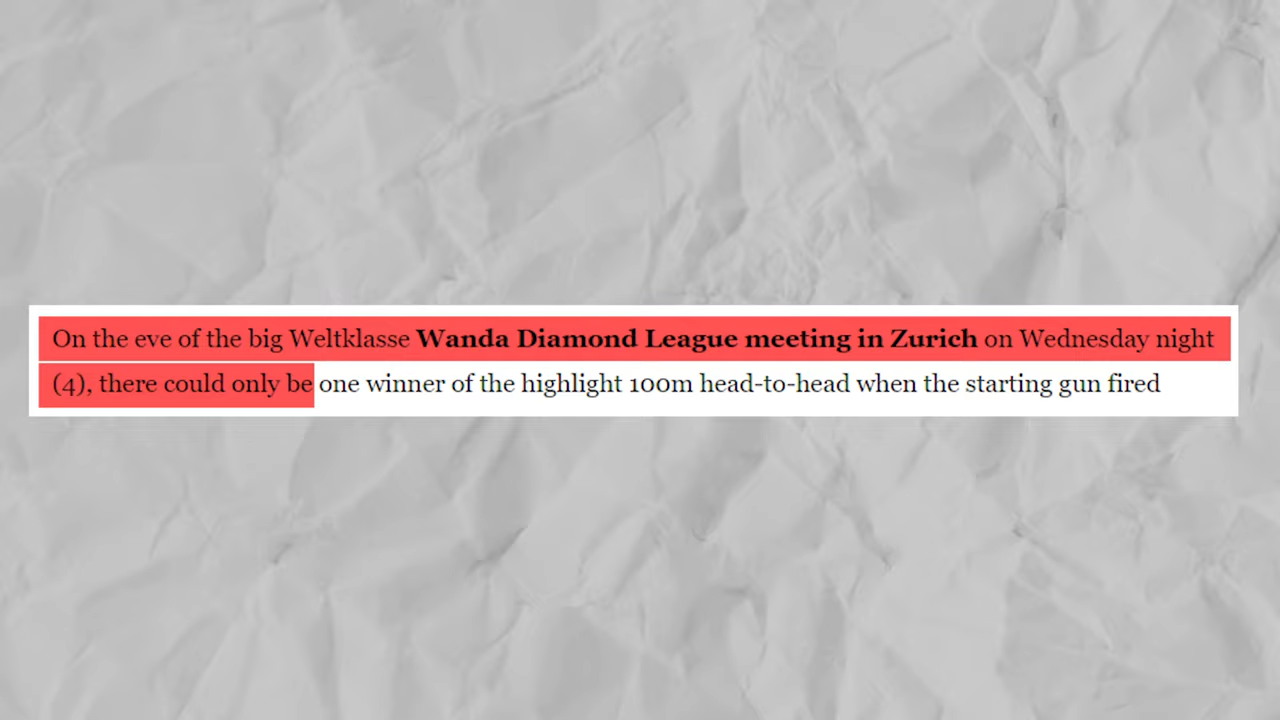 On the eve of the big Weltklasse Wanda Diamond League meeting in Zurich on Wednesday night
(4), there could only be one winner of the highlight 100m head-to-head when the starting gun fired